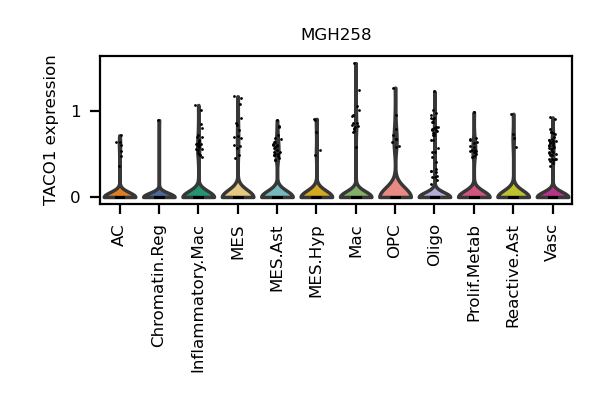 MGH258
TACO1 expression
1
0
AC
Chromatin.Reg
Inflammatory.Mac
MES
MES.Ast
MES.Hyp
Mac
OPC
Oligo
Prolif.Metab
Reactive.Ast
Vasc